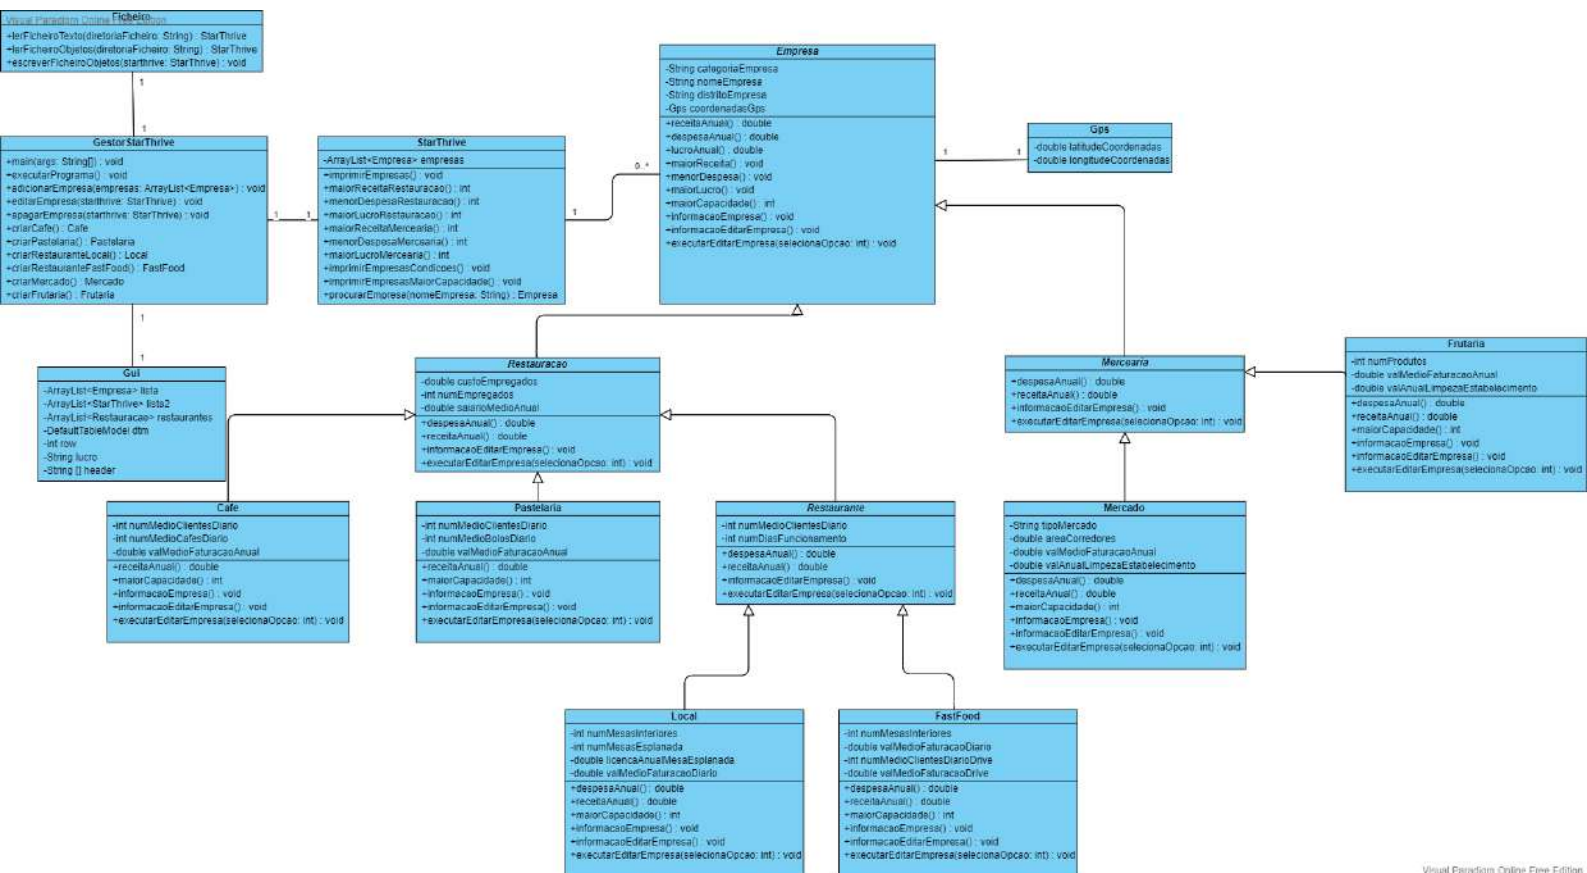 Visual Paradigm Online Free Edition
Ficheiro
+lerFicheiroTexto(diretoriaFicheiro: String) : StarThrive
+lerFicheiroObjetos(diretoriaFicheiro: String) : StarThrive
+escreverFicheiroObjetos(starthrive: StarThrive) : void
1
1
GestorStarThrive
+main(args: String[]) : void
+executarPrograma() : void
+adicionarEmpresa(empresas: ArrayList<Empresa>) : void
+editarEmpresa(starthrive: StarThrive) : void
+apagarEmpresa(starthrive: StarThrive) : void
+criarCafe() : Cafe
+criarPastelaria() : Pastelaria
+criarRestauranteLocal() : Local
+criarRestauranteFastFood() : FastFood
+criarMercado() : Mercado
+criarFrutaria() : Frutaria
1
1
StarThrive
-ArrayList<Empresa> empresas
+imprimirEmpresas() : void
+maiorReceitaRestauracao() : int
+menorDespesaRestauracao() : int
+maiorLucroRestauracao() : int
+maiorReceitaMercearia() : int
+menorDespesaMercearia() : int
+maiorLucroMercearia() : int
+imprimirEmpresasCondicoes() : void
+imprimirEmpresasMaiorCapacidade() : void
+procurarEmpresa(nomeEmpresa: String) : Empresa
1
0..*
Empresa
-String categoriaEmpresa
-String nomeEmpresa
-String distritoEmpresa
-Gps coordenadasGps
+receitaAnual() : double
+despesaAnual() : double
+lucroAnual() : double
+maiorReceita() : void
+menorDespesa() : void
+maiorLucro() : void
+maiorCapacidade() : int
+informacaoEmpresa() : void
+informacaoEditarEmpresa() : void
+executarEditarEmpresa(selecionaOpcao: int) : void
1
1
Gps
-double latitudeCoordenadas
-double longitudeCoordenadas
1
1
Gui
-ArrayList<Empresa> lista
-ArrayList<StarThrive> lista2
-ArrayList<Restauracao> restaurantes
-DefaultTableModel dtm
-int row
-String lucro
-String [] header
Restauracao
-double custoEmpregados
-int numEmpregados
-double salarioMedioAnual
+despesaAnual() : double
+receitaAnual() : double
+informacaoEditarEmpresa() : void
+executarEditarEmpresa(selecionaOpcao: int) : void
Mercearia
+despesaAnual() : double
+receitaAnual() : double
+informacaoEditarEmpresa() : void
+executarEditarEmpresa(selecionaOpcao: int) : void
Frutaria
-int numProdutos
-double valMedioFaturacaoAnual
-double valAnualLimpezaEstabelecimento
+despesaAnual() : double
+receitaAnual() : double
+maiorCapacidade() : int
+informacaoEmpresa() : void
+informacaoEditarEmpresa() : void
+executarEditarEmpresa(selecionaOpcao: int) : void
Cafe
-int numMedioClientesDiario
-int numMedioCafesDiario
-double valMedioFaturacaoAnual
+receitaAnual() : double
+maiorCapacidade() : int
+informacaoEmpresa() : void
+informacaoEditarEmpresa() : void
+executarEditarEmpresa(selecionaOpcao: int) : void
Pastelaria
-int numMedioClientesDiario
-int numMedioBolosDiario
-double valMedioFaturacaoAnual
+receitaAnual() : double
+maiorCapacidade() : int
+informacaoEmpresa() : void
+informacaoEditarEmpresa() : void
+executarEditarEmpresa(selecionaOpcao: int) : void
Restaurante
-int numMedioClientesDiario
-int numDiasFuncionamento
+despesaAnual() : double
+receitaAnual() : double
+informacaoEditarEmpresa() : void
+executarEditarEmpresa(selecionaOpcao: int) : void
Mercado
-String tipoMercado
-double areaCorredores
-double valMedioFaturacaoAnual
-double valAnualLimpezaEstabelecimento
+despesaAnual() : double
+receitaAnual() : double
+maiorCapacidade() : int
+informacaoEmpresa() : void
+informacaoEditarEmpresa() : void
+executarEditarEmpresa(selecionaOpcao: int) : void
Local
-int numMesasInteriores
-int numMesasEsplanada
-double licencaAnualMesaEsplanada
-double valMedioFaturacaoDiario
+despesaAnual() : double
+receitaAnual() : double
+maiorCapacidade() : int
+informacaoEmpresa() : void
+informacaoEditarEmpresa() : void
+executarEditarEmpresa(selecionaOpcao: int) : void
FastFood
-int numMesasInteriores
-double valMedioFaturacaoDiario
-int numMedioClientesDiarioDrive
-double valMedioFaturacaoDrive
+despesaAnual() : double
+receitaAnual() : double
+maiorCapacidade() : int
+informacaoEmpresa() : void
+informacaoEditarEmpresa() : void
+executarEditarEmpresa(selecionaOpcao: int) : void
Visual Paradigm Online Free Edition